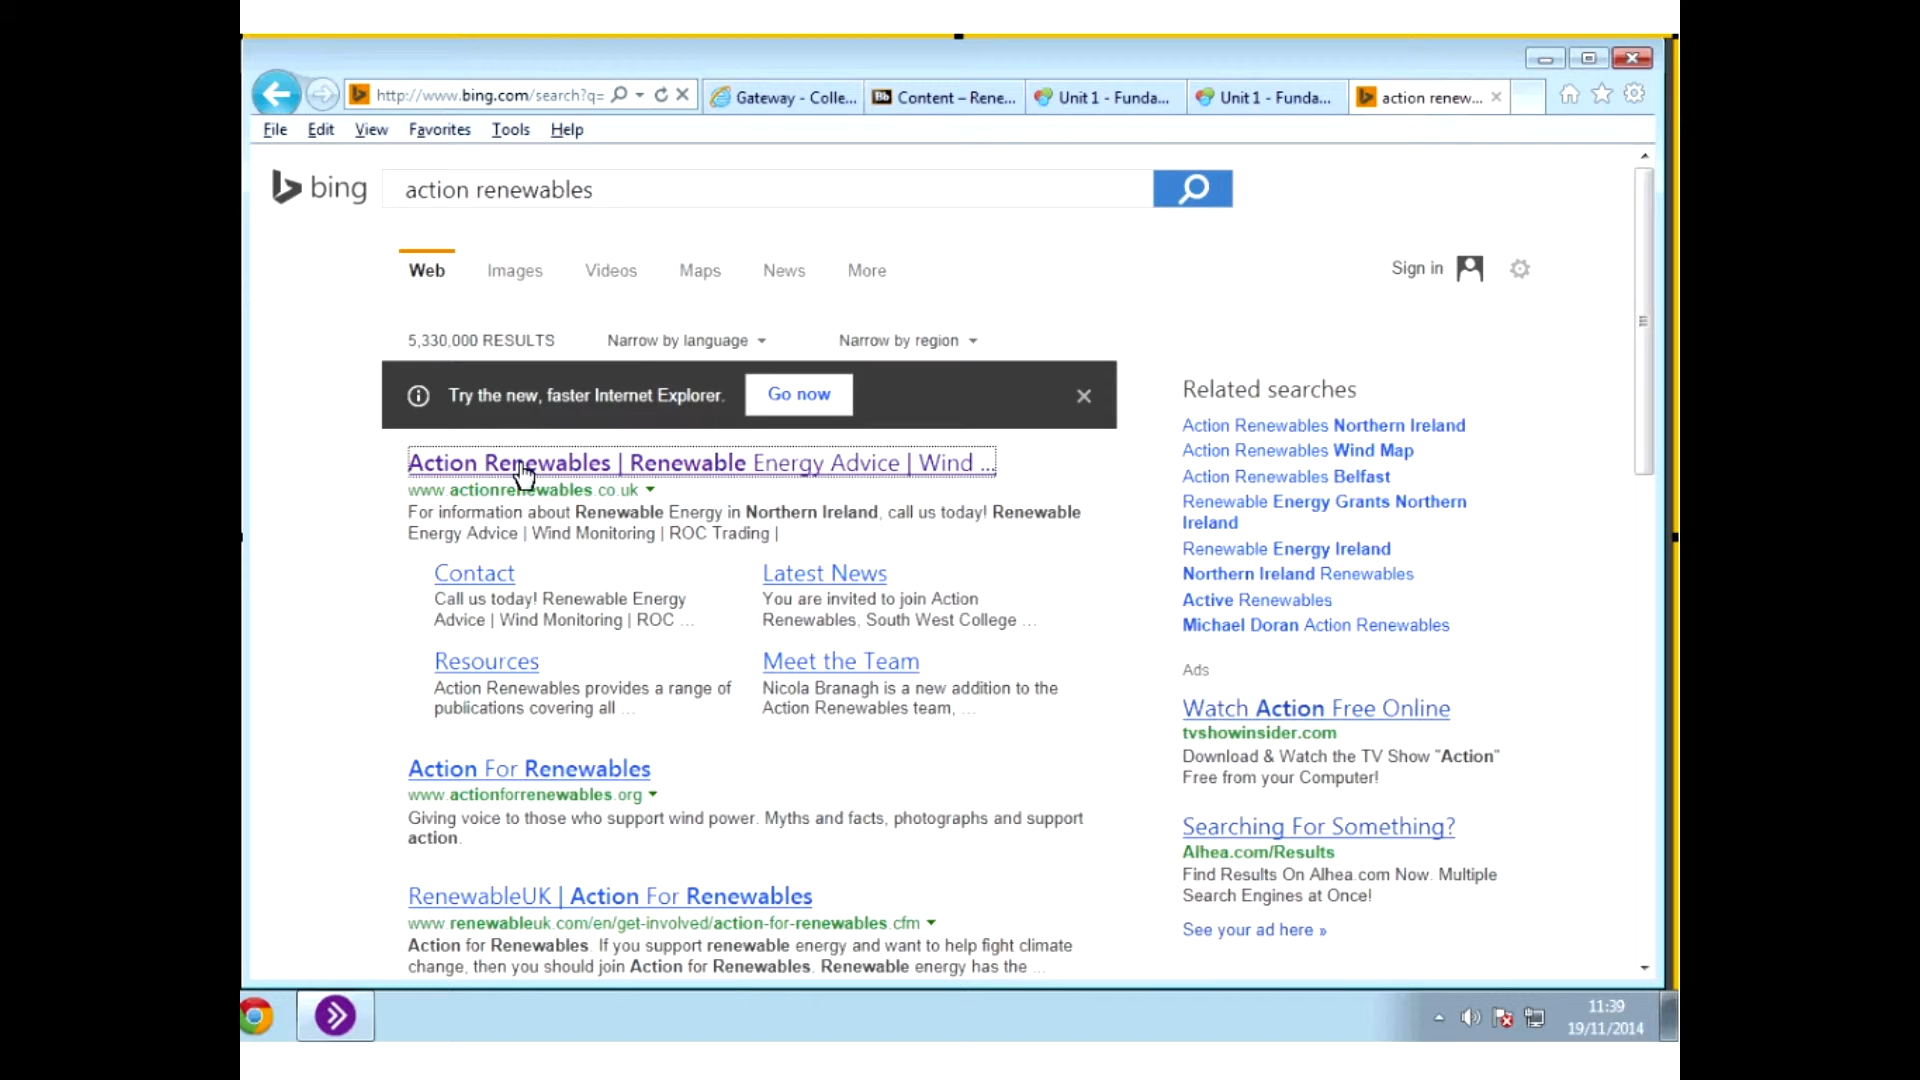 http://www.bing.com/search?q=
Gateway - Colle...
Content – Rene...
Unit 1 - Funda...
Unit 1 - Funda...
action renew...
File Edit View Favorites Tools Help
bing
action renewables
Web Images Videos Maps News More
Sign in
5,330,000 RESULTS Narrow by language Narrow by region
Try the new, faster Internet Explorer. Go now
Action Renewables | Renewable Energy Advice | Wind ...
www.actionrenewables.co.uk
For information about Renewable Energy in Northern Ireland, call us today! Renewable
Energy Advice | Wind Monitoring | ROC Trading |
Contact
Call us today! Renewable Energy
Advice | Wind Monitoring | ROC ...
Latest News
You are invited to join Action
Renewables, South West College ...
Resources
Action Renewables provides a range of
publications covering all ...
Meet the Team
Nicola Branagh is a new addition to the
Action Renewables team, ...
Action For Renewables
www.actionforrenewables.org
Giving voice to those who support wind power. Myths and facts, photographs and support
action.
RenewableUK | Action For Renewables
www.renewableuk.com/en/get-involved/action-for-renewables.cfm
Action for Renewables. If you support renewable energy and want to help fight climate
change, then you should join Action for Renewables. Renewable energy has the ...
Related searches
Action Renewables Northern Ireland
Action Renewables Wind Map
Action Renewables Belfast
Renewable Energy Grants Northern
Ireland
Renewable Energy Ireland
Northern Ireland Renewables
Active Renewables
Michael Doran Action Renewables
Ads
Watch Action Free Online
tvshowinsider.com
Download & Watch the TV Show "Action"
Free from your Computer!
Searching For Something?
Alhea.com/Results
Find Results On Alhea.com Now. Multiple
Search Engines at Once!
See your ad here »
11:39
19/11/2014